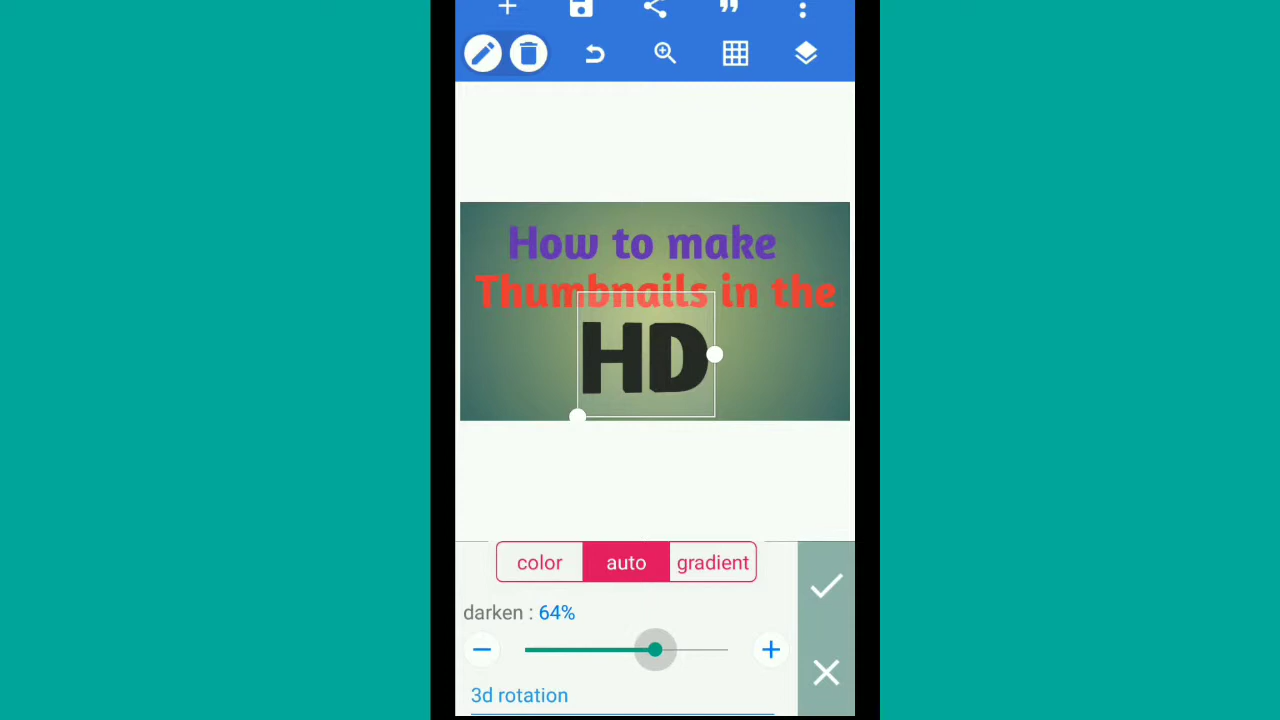 How to make
Thumbnails in the
HD
color auto gradient
darken : 64%
3d rotation